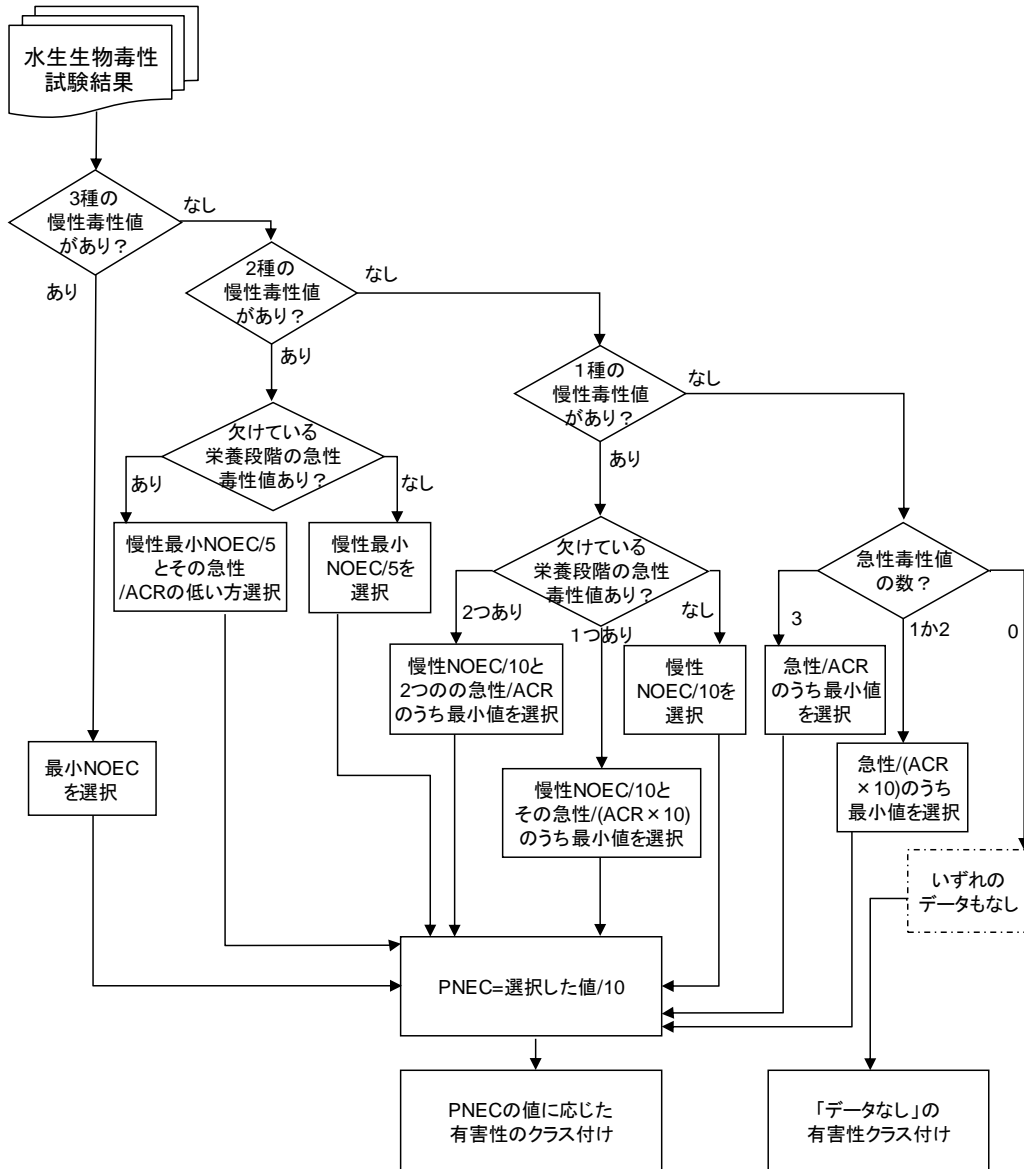 水生生物毒性
試験結果
3種の
慢性毒性値
があり？
なし
あり
2種の
慢性毒性値
があり？
なし
あり
１種の
慢性毒性値
があり？
なし
あり
欠けている
栄養段階の急性
毒性値あり？
あり
なし
慢性最小NOEC/5
とその急性
/ACRの低い方選択
慢性最小
NOEC/5を
選択
欠けている
栄養段階の急性
毒性値あり？
2つあり
１つあり
なし
急性毒性値
の数？
3
1か2
0
慢性NOEC/10と
2つのの急性/ACR
のうち最小値を選択
慢性
NOEC/10を
選択
急性/ACR
のうち最小値
を選択
最小NOEC
を選択
慢性NOEC/10と
その急性/(ACR×10)
のうち最小値を選択
急性/(ACR
×10)のうち
最小値を選択
いずれの
データもなし
PNEC=選択した値/10
PNECの値に応じた
有害性のクラス付け
「データなし」の
有害性クラス付け